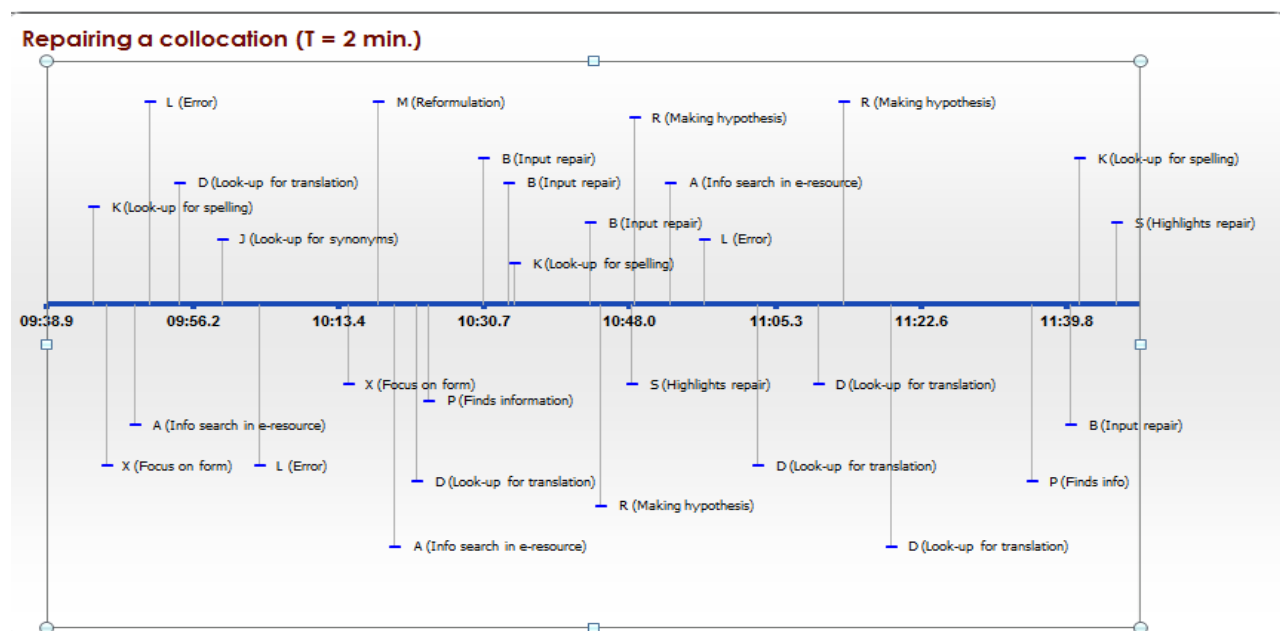 Repairing a collocation (T = 2 min.)
L (Error)
M (Reformulation)
R (Making hypothesis)
R (Making hypothesis)
B (Input repair)
K (Look-up for spelling)
D (Look-up for translation)
B (Input repair)
A (Info search in e-resource)
K (Look-up for spelling)
B (Input repair)
S (Highlights repair)
J (Look-up for synonyms)
L (Error)
K (Look-up for spelling)
09:38.9 09:56.2 10:13.4 10:30.7 10:48.0 11:05.3 11:22.6 11:39.8
X (Focus on form)
S (Highlights repair)
D (Look-up for translation)
P (Finds information)
A (Info search in e-resource)
B (Input repair)
X (Focus on form)
L (Error)
D (Look-up for translation)
D (Look-up for translation)
P (Finds info)
R (Making hypothesis)
A (Info search in e-resource)
D (Look-up for translation)